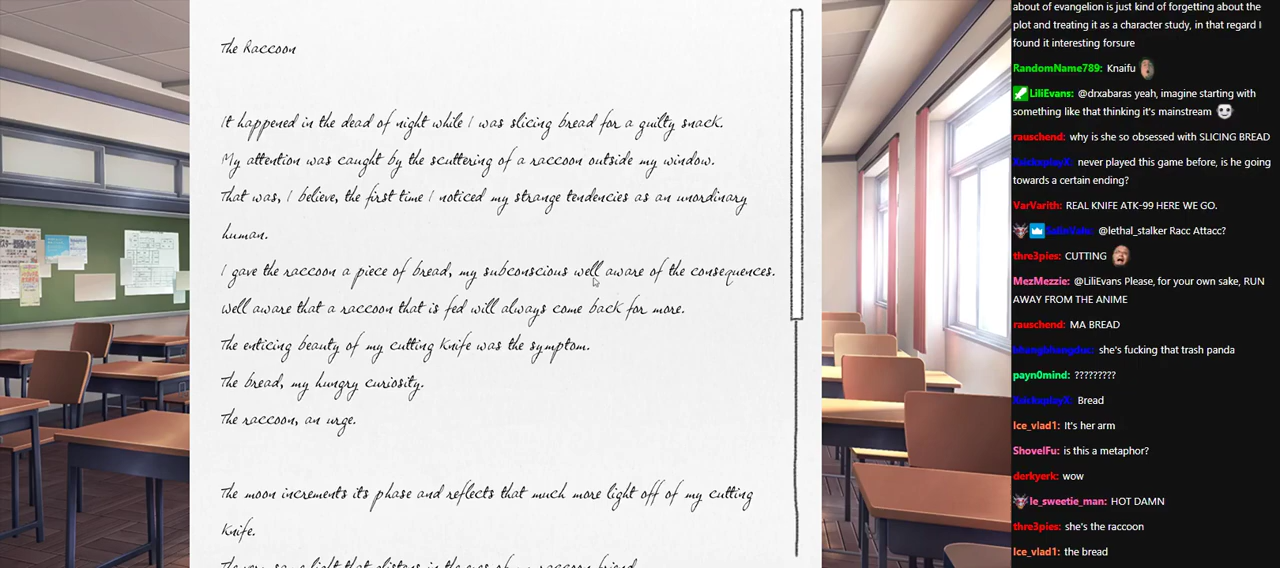 The Raccoon
It happened in the dead of night while I was slicing bread for a guilty snack.
My attention was caught by the scuttering of a raccoon outside my window.
That was, I believe, the first time I noticed my strange tendencies as an unordinary
human.
I gave the raccoon a piece of bread, my subconscious well aware of the consequences.
Well aware that a raccoon that is fed will always come back for more.
The enticing beauty of my cutting knife was the symptom.
The bread, my hungry curiosity.
The raccoon, an urge.
The moon increments its phase and reflects that much more light off of my cutting
knife.
about of evangelion is just kind of forgetting about the
plot and treating it as a character study, in that regard I
found it interesting forsure
RandomName789: Knaifu
LiliEvans: @drxabaras yeah, imagine starting with
something like that thinking it's mainstream
rauschend: why is she so obsessed with SLICING BREAD
never played this game before, is he going
towards a certain ending?
VarVarith: REAL KNIFE ATK-99 HERE WE GO.
@lethal_stalker Racc Attacc?
thre3pies: CUTTING
MezMezzie: @LiliEvans Please, for your own sake, RUN
AWAY FROM THE ANIME
rauschend: MA BREAD
she's fucking that trash panda
payn0mind: ?????????
Bread
Ice_vlad1: It's her arm
ShovelFu: is this a metaphor?
derkyerk: wow
le_sweetie_man: HOT DAMN
thre3pies: she's the raccoon
Ice_vlad1: the bread